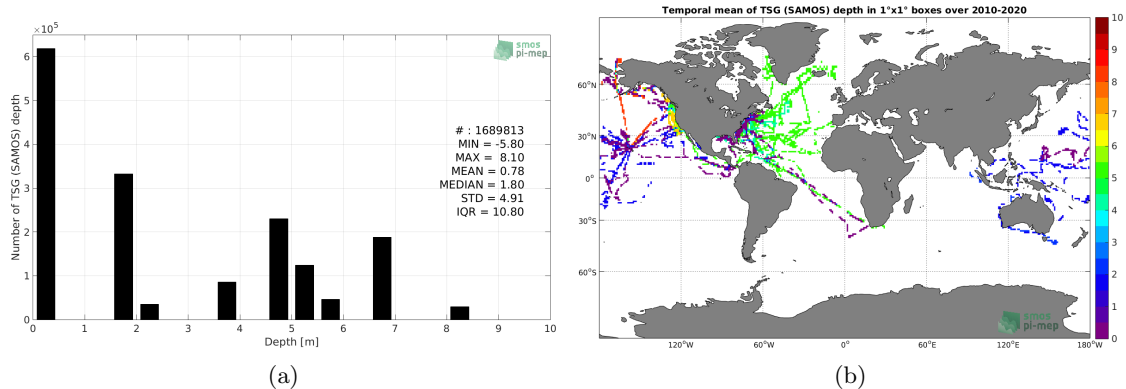 ×10⁵
6
5
4
3
2
1
0
Number of TSG (SAMOS) depth
0 1 2 3 4 5 6 7 8 9 10
Depth [m]
smos
pi-mep
# : 1689813
MIN = -5.80
MAX = 8.10
MEAN = 0.78
MEDIAN = 1.80
STD = 4.91
IQR = 10.80
(a)
Temporal mean of TSG (SAMOS) depth in 1°x1° boxes over 2010-2020
60°N
30°N
15°N
0°
15°S
30°S
60°S
120°W 60°W 0° 60°E 120°E 180°W
smos
pi-mep
10
9
8
7
6
5
4
3
2
1
0
(b)